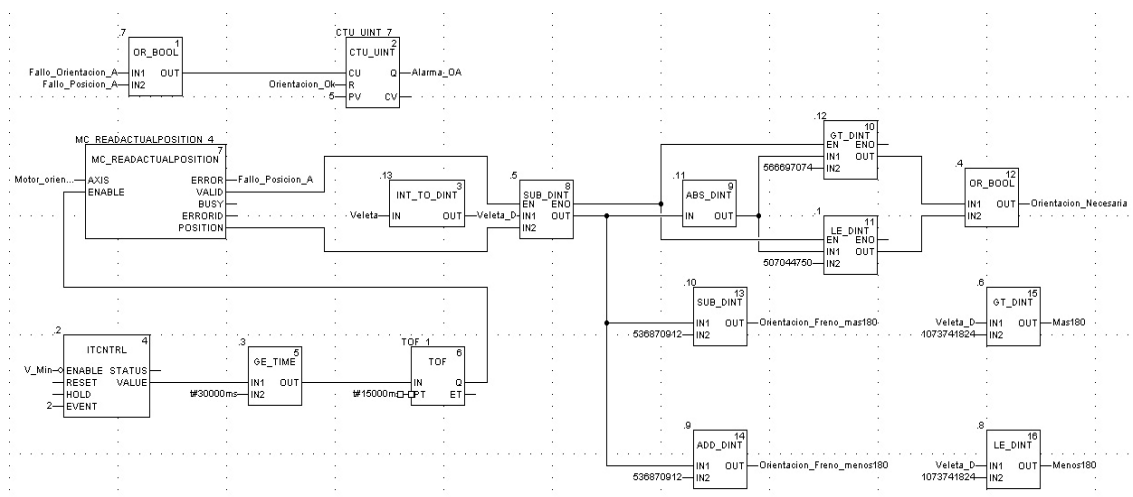 CTU_UINT_7
.7
1
OR_BOOL
IN1 OUT
IN2
Fallo_Orientacion_A
Fallo_Posicion_A
2
CTU_UINT
CU Q
R
PV CV
Orientacion_Ok
5
Alarma_OA
MC_READACTUALPOSITION_4
7
MC_READACTUALPOSITION
AXIS ERROR
ENABLE VALID
BUSY
ERRORID
POSITION
Motor_orien...
Fallo_Posicion_A
.13
3
INT_TO_DINT
IN OUT
Veleta
Veleta_D
.5
8
SUB_DINT
EN ENO
IN1 OUT
IN2
.11
9
ABS_DINT
IN OUT
.12
10
GT_DINT
EN ENO
IN1 OUT
IN2
566697074
.1
11
LE_DINT
EN ENO
IN1 OUT
IN2
507044750
.4
12
OR_BOOL
IN1 OUT
IN2
Orientacion_Necesaria
.10
13
SUB_DINT
IN1 OUT
IN2
536870912
Orientacion_Freno_mas180
.6
15
GT_DINT
IN1 OUT
IN2
Veleta_D
1073741824
Mas180
.2
4
ITCNTRL
ENABLE STATUS
RESET VALUE
HOLD
EVENT
V_Min
2
.3
5
GE_TIME
IN1 OUT
IN2
t#30000ms
TOF_1
6
TOF
IN Q
PT ET
t#15000m
.9
14
ADD_DINT
IN1 OUT
IN2
536870912
Orientacion_Freno_menos180
.8
16
LE_DINT
IN1 OUT
IN2
Veleta_D
1073741824
Menos180